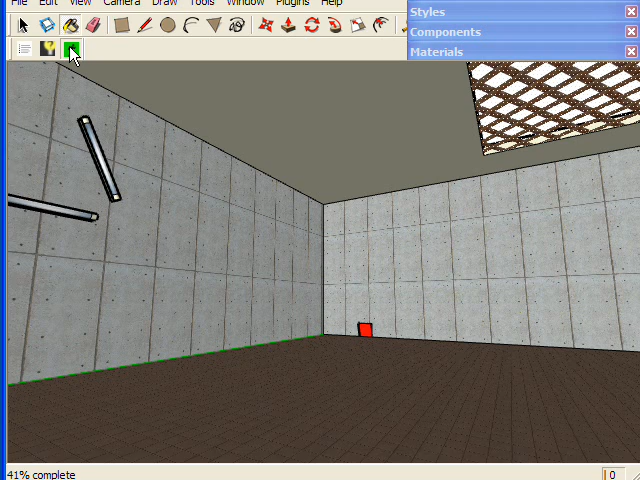 File Edit View Camera Draw Tools Window Plugins Help
Styles
Components
Materials
41% complete
0